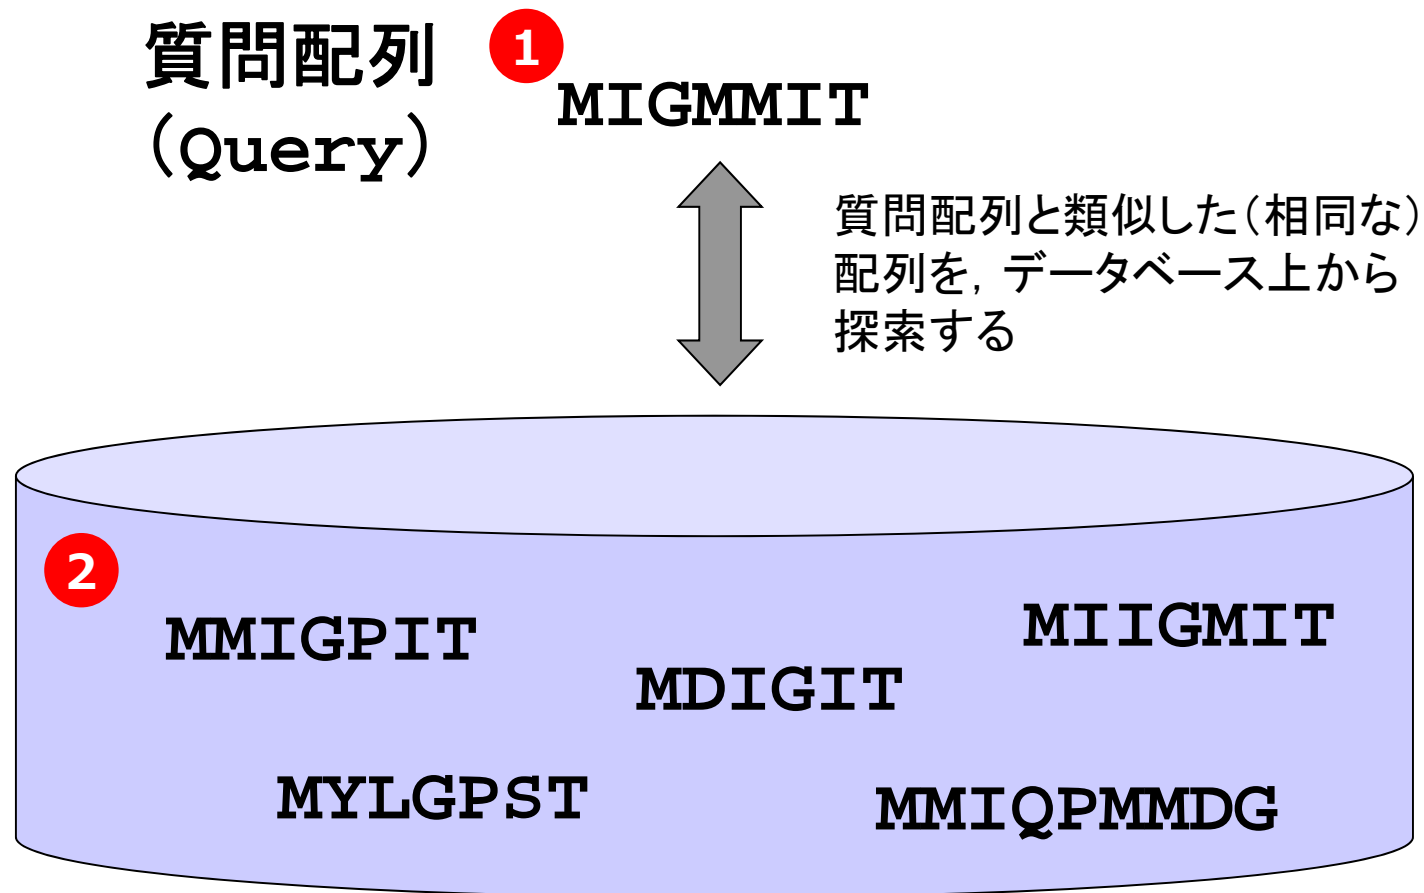 質問配列
(Query)
1
MIGMMIT
質問配列と類似した(相同な)
配列を,データベース上から
探索する
2
MMIGPIT
MIIGMIT
MDIGIT
MYLGPST
MMIQPMMDG